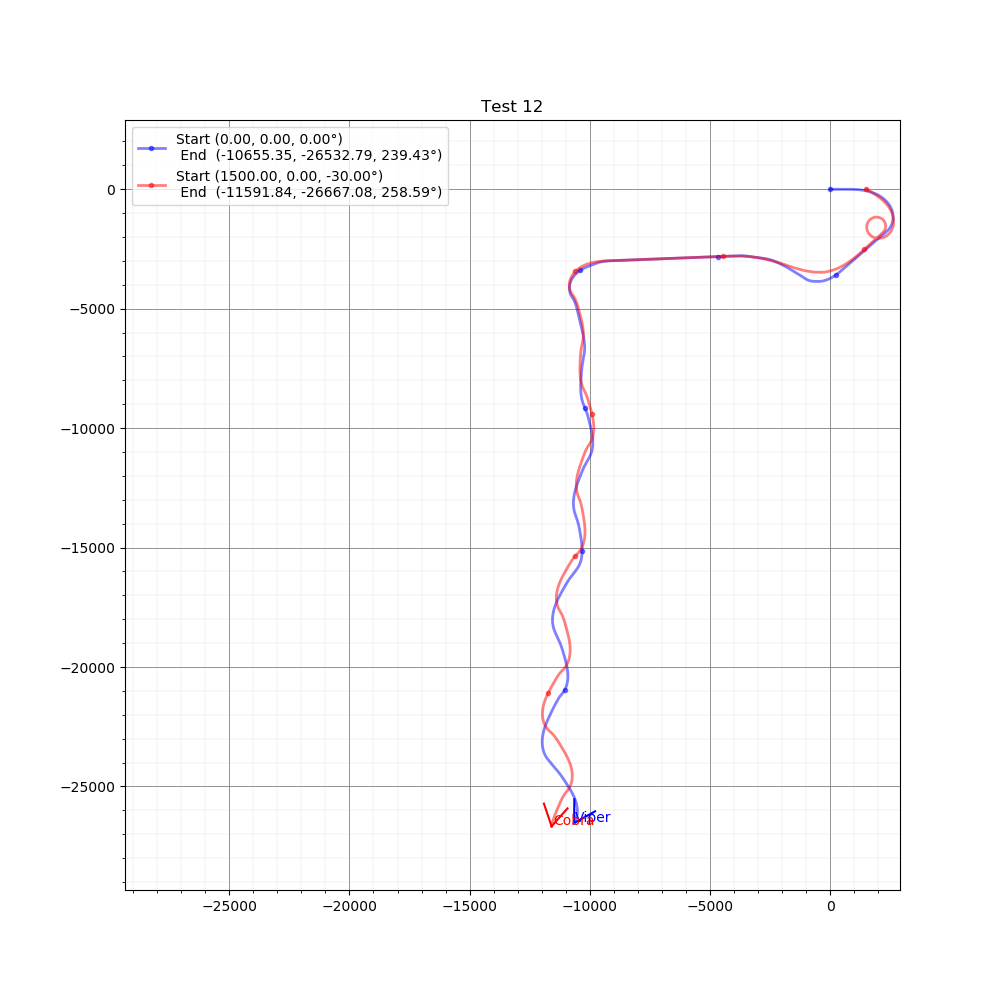 Test 12
Start (0.00, 0.00, 0.00°)
End (-10655.35, -26532.79, 239.43°)
Start (1500.00, 0.00, -30.00°)
End (-11591.84, -26667.08, 258.59°)
0
−5000
−10000
−15000
−20000
−25000
Viper
Cobra
−25000 −20000 −15000 −10000 −5000 0